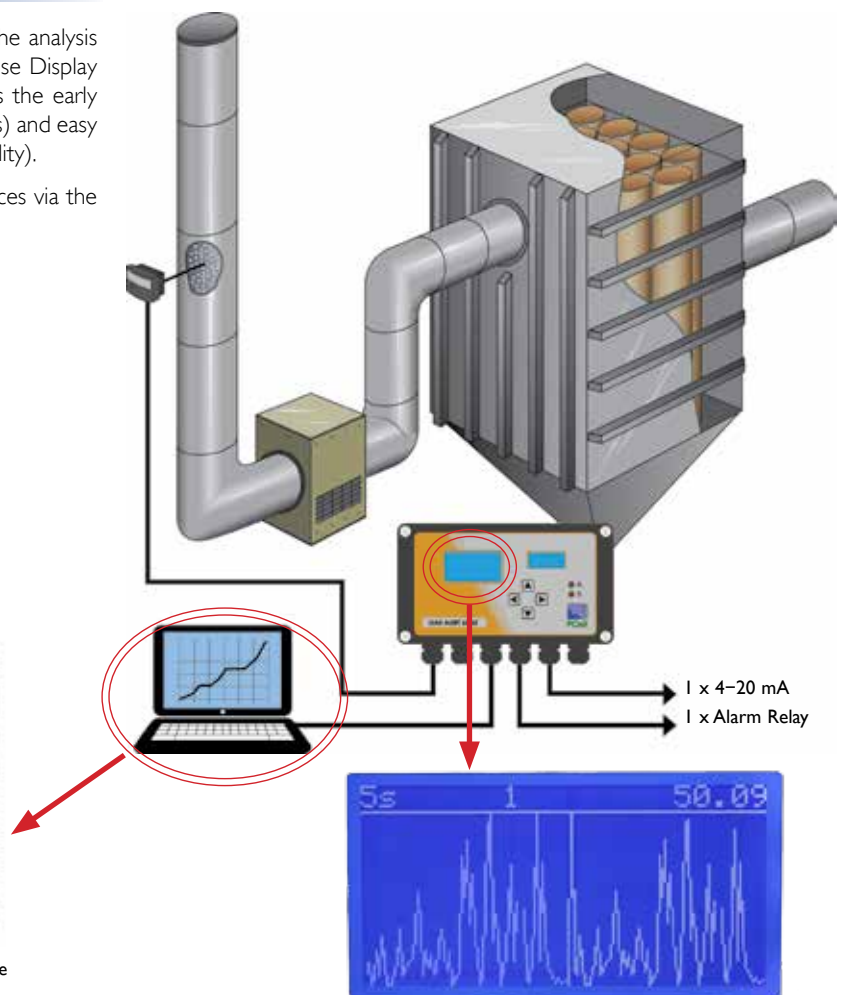 he analysis
se Display
s the early
s) and easy
lity).
ces via the
1 x 4–20 mA
1 x Alarm Relay
5s 1 50.09
e